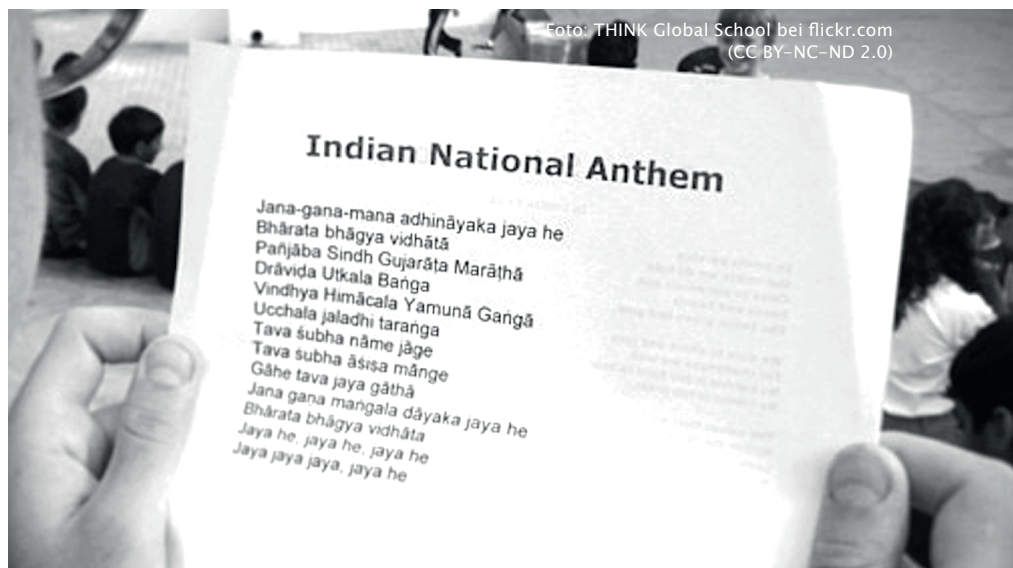 Foto: THINK Global School bei flickr.com
(CC BY-NC-ND 2.0)
Indian National Anthem
Jana-gana-mana adhināyaka jaya he
Bhārata bhāgya vidhātā
Pañjāba Sindh Gujarāṭa Marāṭhā
Drāviḍa Utkala Baṅga
Vindhya Himācala Yamunā Gaṅgā
Ucchala jaladhi taraṅga
Tava śubha nāme jāge
Tava śubha āśiṣa māṅge
Gāhe tava jaya gāthā
Jana gana maṅgala dāyaka jaya he
Bhārata bhāgya vidhāta
Jaya he, jaya he, jaya he
Jaya jaya jaya, jaya he